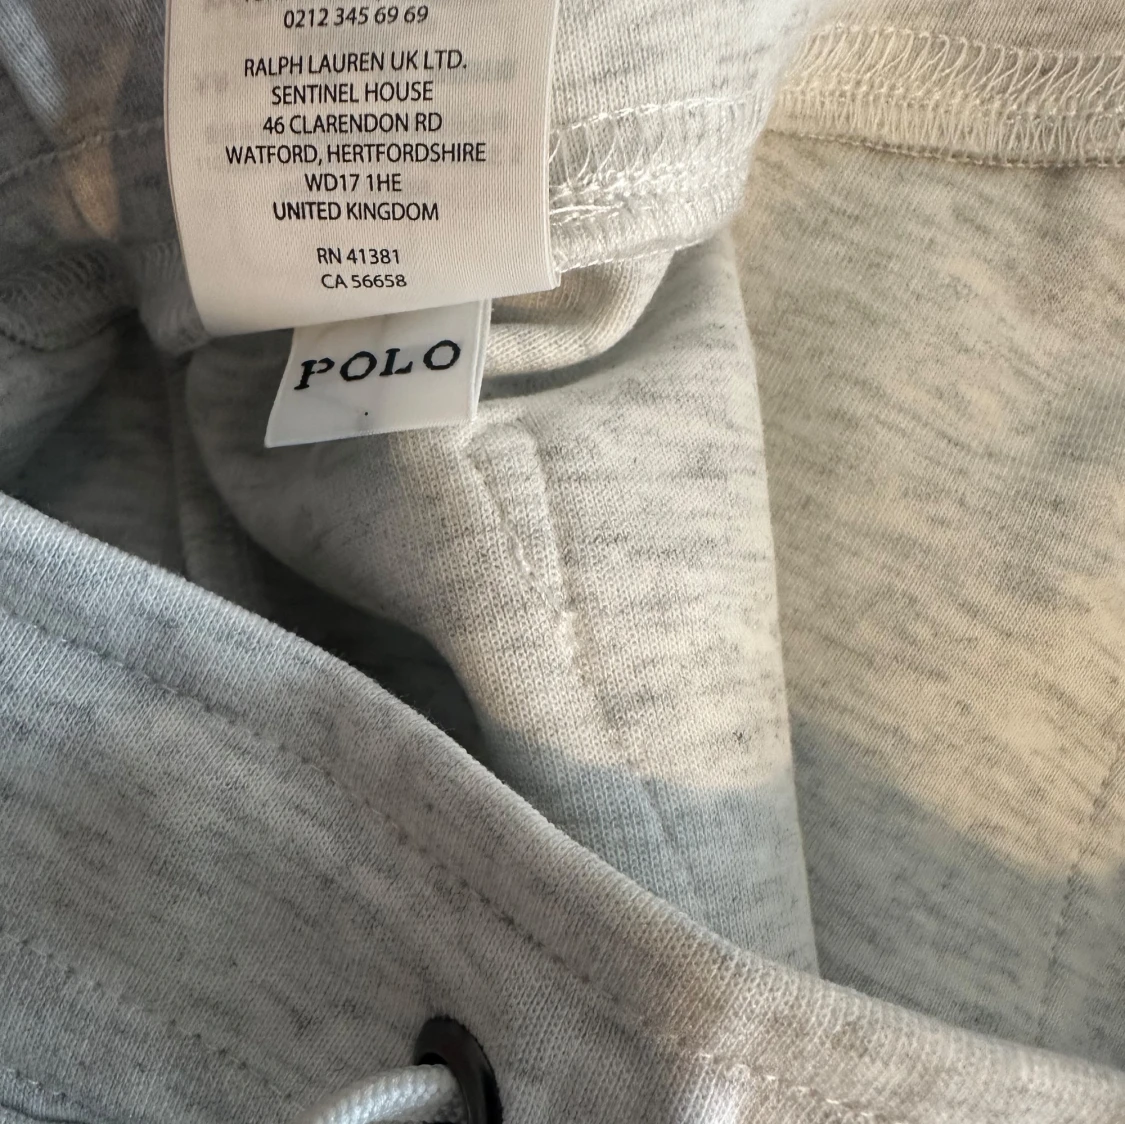 0212 345 69 69
RALPH LAUREN UK LTD.
SENTINEL HOUSE
46 CLARENDON RD
WATFORD, HERTFORDSHIRE
WD17 1HE
UNITED KINGDOM
RN 41381
CA 56658
POLO